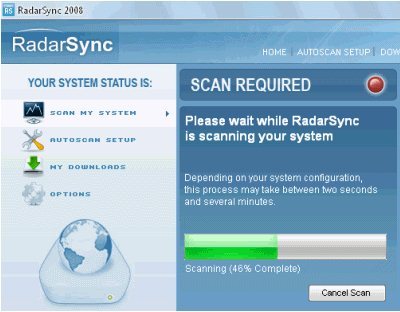 RS RadarSync 2008
RadarSync
HOME | AUTOSCAN SETUP | DOW
YOUR SYSTEM STATUS IS:
SCAN REQUIRED
SCAN MY SYSTEM
AUTOSCAN SETUP
MY DOWNLOADS
OPTIONS
Please wait while RadarSync
is scanning your system
Depending on your system configuration,
this process may take between two seconds
and several minutes.
Scanning (46% Complete)
Cancel Scan